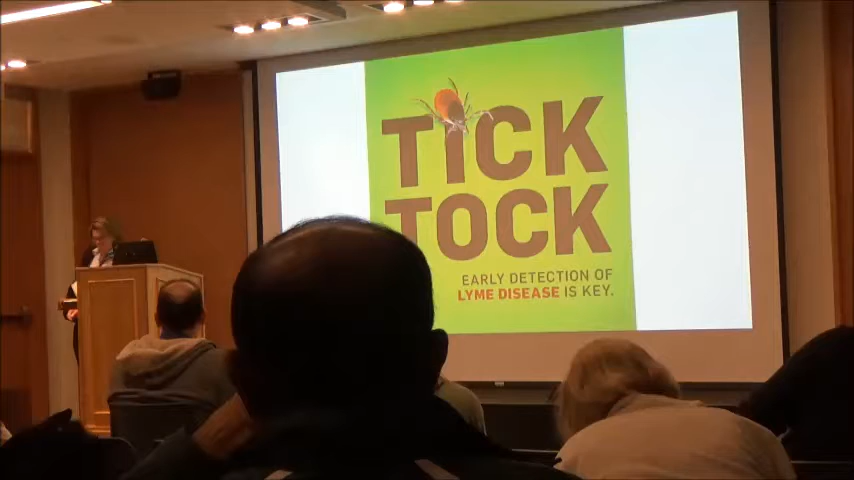 TICK
TOCK
EARLY DETECTION OF
LYME DISEASE IS KEY.